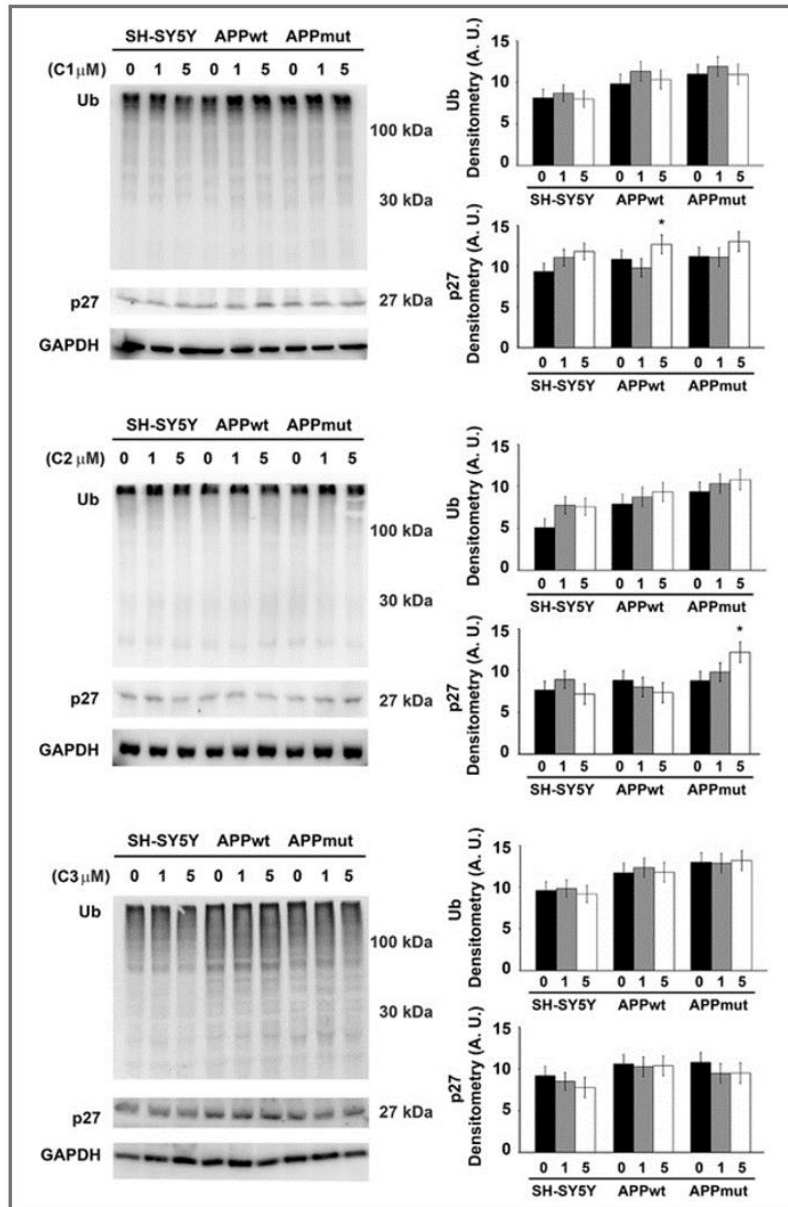 SH-SY5Y APPwt APPmut
(C1 μM) 0 1 5 0 1 5 0 1 5
Ub
100 kDa
30 kDa
p27
27 kDa
GAPDH
Ub
Densitometry (A. U.)
15
10
5
0
0 1 5 0 1 5 0 1 5
SH-SY5Y APPwt APPmut
p27
Densitometry (A. U.)
15
10
5
0
*
0 1 5 0 1 5 0 1 5
SH-SY5Y APPwt APPmut
SH-SY5Y APPwt APPmut
(C2 μM) 0 1 5 0 1 5 0 1 5
Ub
100 kDa
30 kDa
p27
27 kDa
GAPDH
Ub
Densitometry (A. U.)
15
10
5
0
0 1 5 0 1 5 0 1 5
SH-SY5Y APPwt APPmut
p27
Densitometry (A. U.)
15
10
5
0
*
0 1 5 0 1 5 0 1 5
SH-SY5Y APPwt APPmut
SH-SY5Y APPwt APPmut
(C3 μM) 0 1 5 0 1 5 0 1 5
Ub
100 kDa
30 kDa
p27
27 kDa
GAPDH
Ub
Densitometry (A. U.)
15
10
5
0
0 1 5 0 1 5 0 1 5
SH-SY5Y APPwt APPmut
p27
Densitometry (A. U.)
15
10
5
0
0 1 5 0 1 5 0 1 5
SH-SY5Y APPwt APPmut